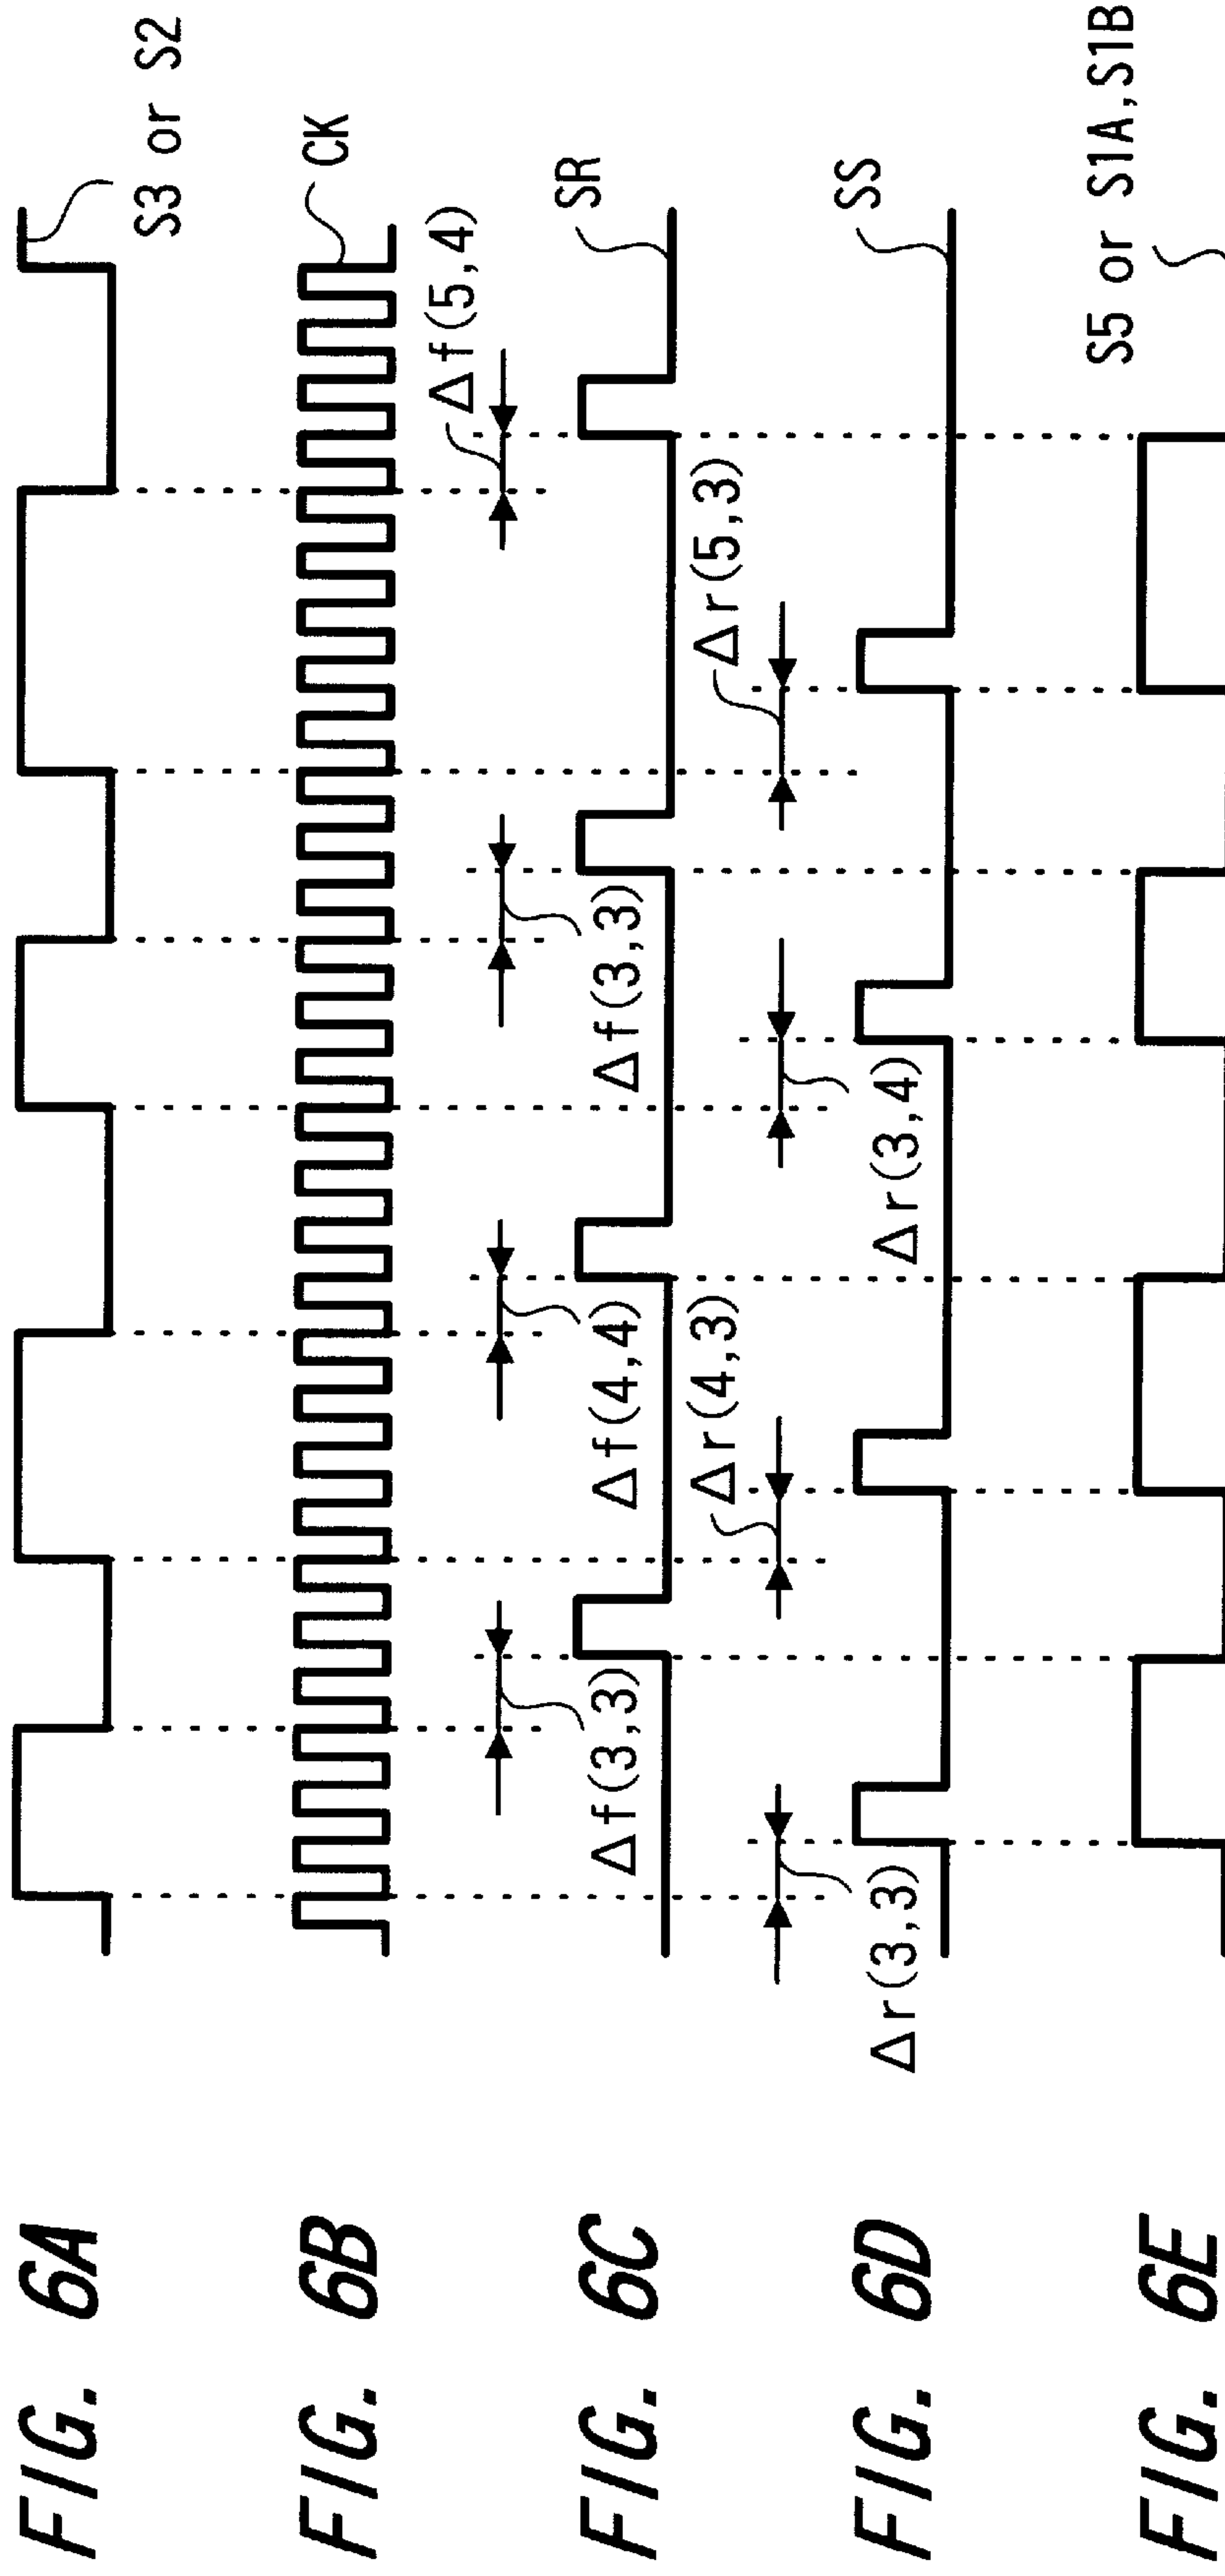 FIG. 6A
S3 or S2
FIG. 6B
CK
FIG. 6C
Δf(3,3)
Δf(4,4)
Δf(3,3)
Δf(5,4)
SR
FIG. 6D
Δr(3,3)
Δr(4,3)
Δr(3,4)
Δr(5,3)
SS
FIG. 6E
S5 or S1A,S1B